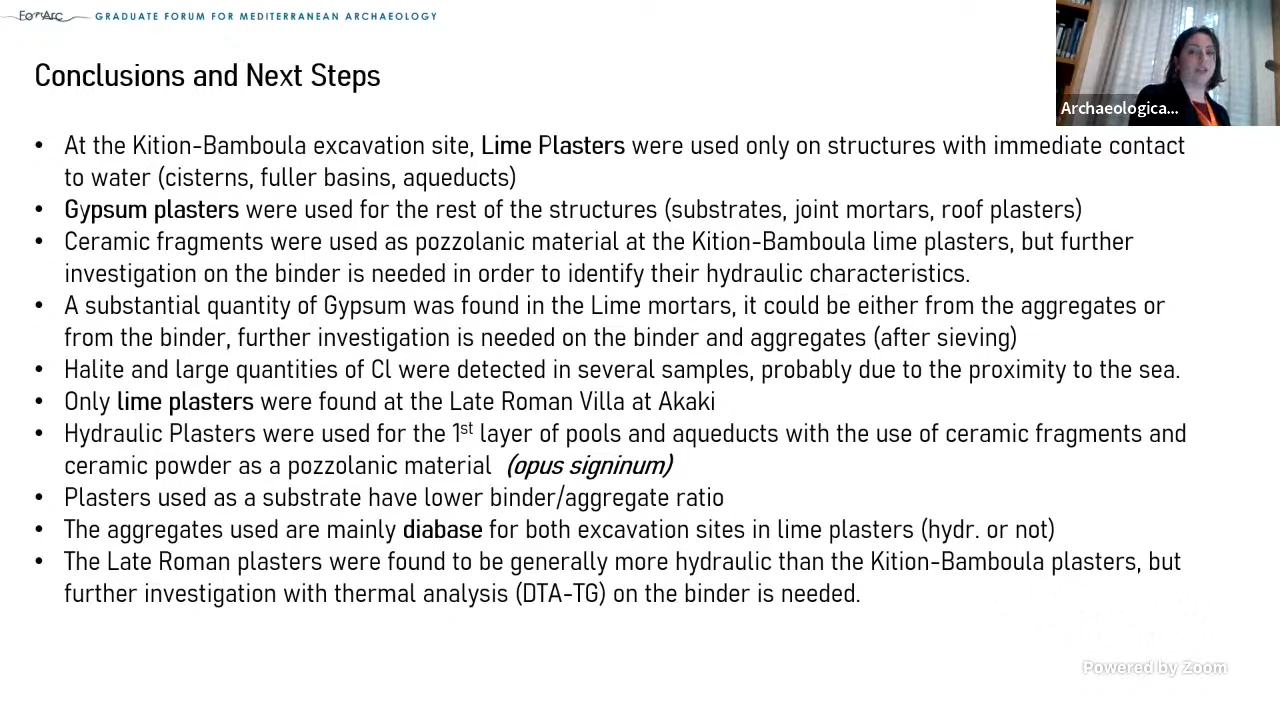 GRADUATE FORUM FOR MEDITERRANEAN ARCHAEOLOGY
Archaeologica...
Conclusions and Next Steps
• At the Kition-Bamboula excavation site, Lime Plasters were used only on structures with immediate contact
to water (cisterns, fuller basins, aqueducts)
• Gypsum plasters were used for the rest of the structures (substrates, joint mortars, roof plasters)
• Ceramic fragments were used as pozzolanic material at the Kition-Bamboula lime plasters, but further
investigation on the binder is needed in order to identify their hydraulic characteristics.
• A substantial quantity of Gypsum was found in the Lime mortars, it could be either from the aggregates or
from the binder, further investigation is needed on the binder and aggregates (after sieving)
• Halite and large quantities of Cl were detected in several samples, probably due to the proximity to the sea.
• Only lime plasters were found at the Late Roman Villa at Akaki
• Hydraulic Plasters were used for the 1st layer of pools and aqueducts with the use of ceramic fragments and
ceramic powder as a pozzolanic material (opus signinum)
• Plasters used as a substrate have lower binder/aggregate ratio
• The aggregates used are mainly diabase for both excavation sites in lime plasters (hydr. or not)
• The Late Roman plasters were found to be generally more hydraulic than the Kition-Bamboula plasters, but
further investigation with thermal analysis (DTA-TG) on the binder is needed.
Powered by Zoom